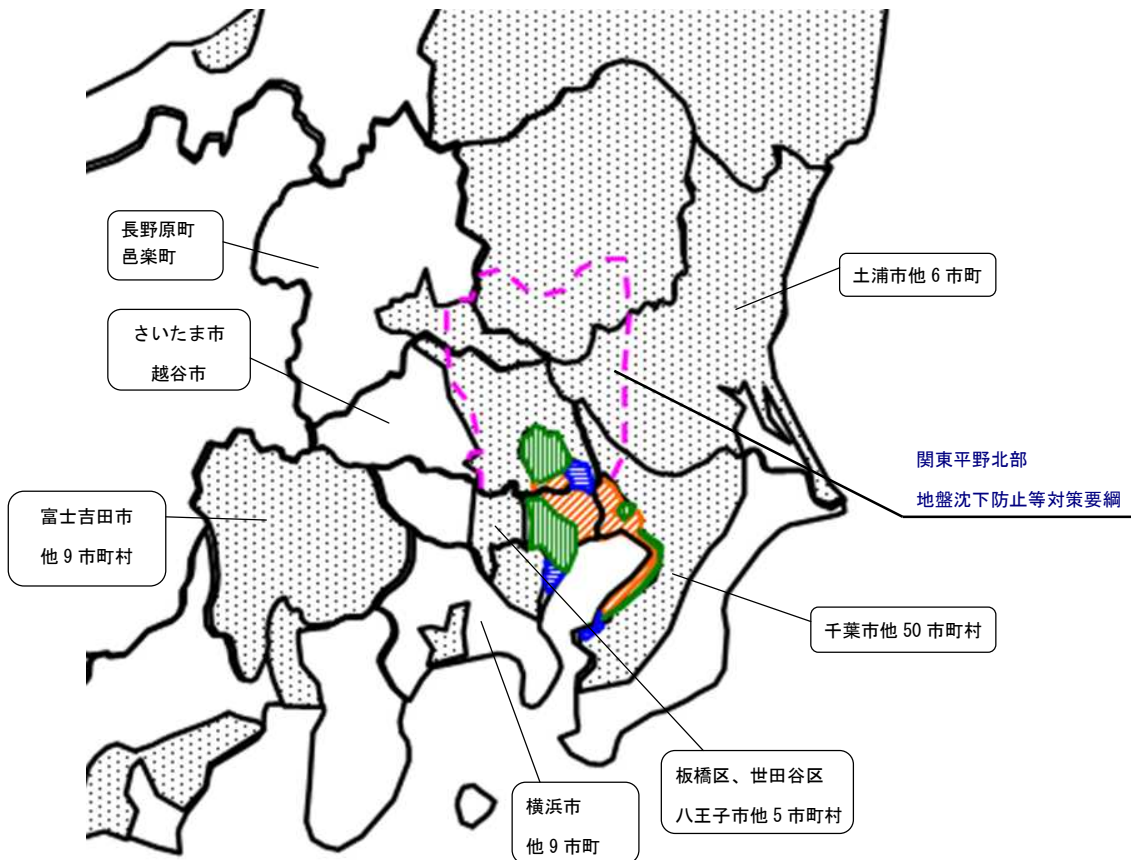 長野原町
邑楽町
土浦市他 6 市町
さいたま市
越谷市
関東平野北部
地盤沈下防止等対策要綱
富士吉田市
他 9 市町村
千葉市他 50 市町村
板橋区、世田谷区
八王子市他 5 市町村
横浜市
他 9 市町